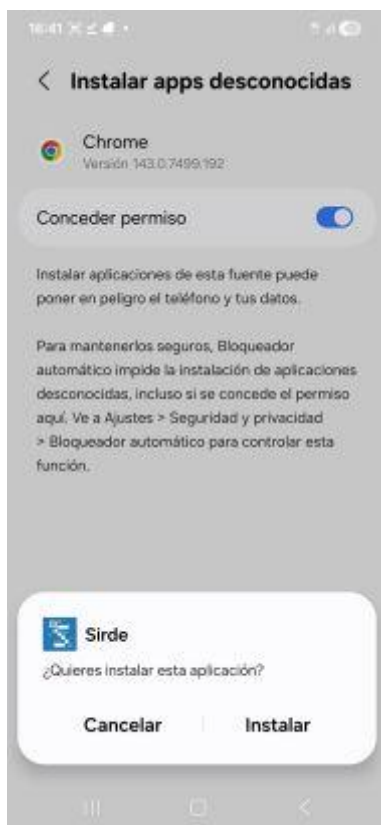 16:41
Instalar apps desconocidas
Chrome
Versión 143.0.7499.192
Conceder permiso
Instalar aplicaciones de esta fuente puede
poner en peligro el teléfono y tus datos.
Para mantenerlos seguros, Bloqueador
automático impide la instalación de aplicaciones
desconocidas, incluso si se concede el permiso
aquí. Ve a Ajustes > Seguridad y privacidad
> Bloqueador automático para controlar esta
función.
Sirde
¿Quieres instalar esta aplicación?
Cancelar
Instalar